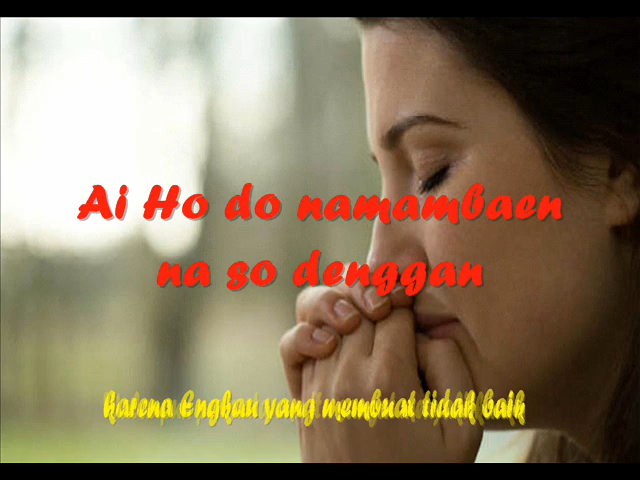 Ai Ho do namambaen
na so denggan
Karena Engkau yang membuat tidak baik